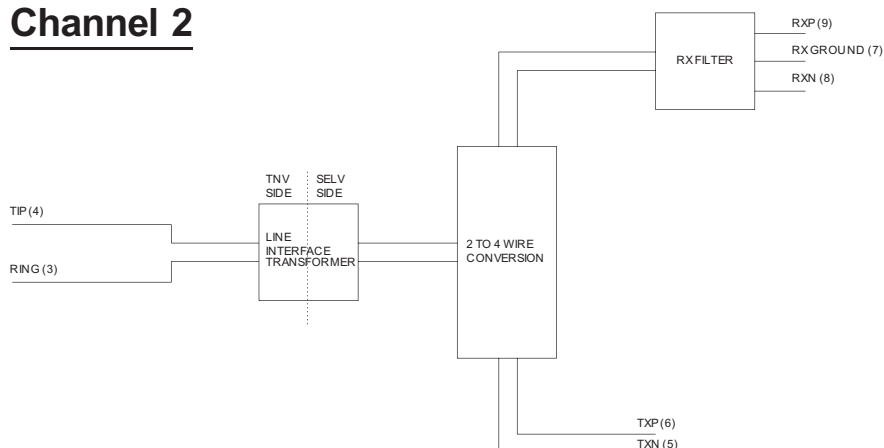 Channel 2
RXP (9)
RX GROUND (7)
RXN (8)
RX FILTER
TNV
SIDE
SELV
SIDE
TIP (4)
RING (3)
LINE
INTERFACE
TRANSFORMER
2 TO 4 WIRE
CONVERSION
TXP (6)
TXN (5)